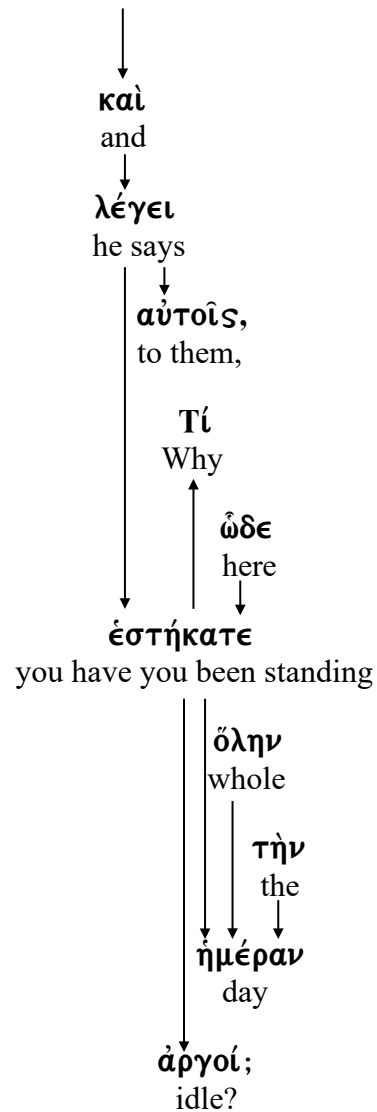 καὶ
and
λέγει
he says
αὐτοῖς,
to them,
Τί
Why
ὧδε
here
ἑστήκατε
you have you been standing
ὅλην
whole
τὴν
the
ἡμέραν
day
ἀργοί;
idle?